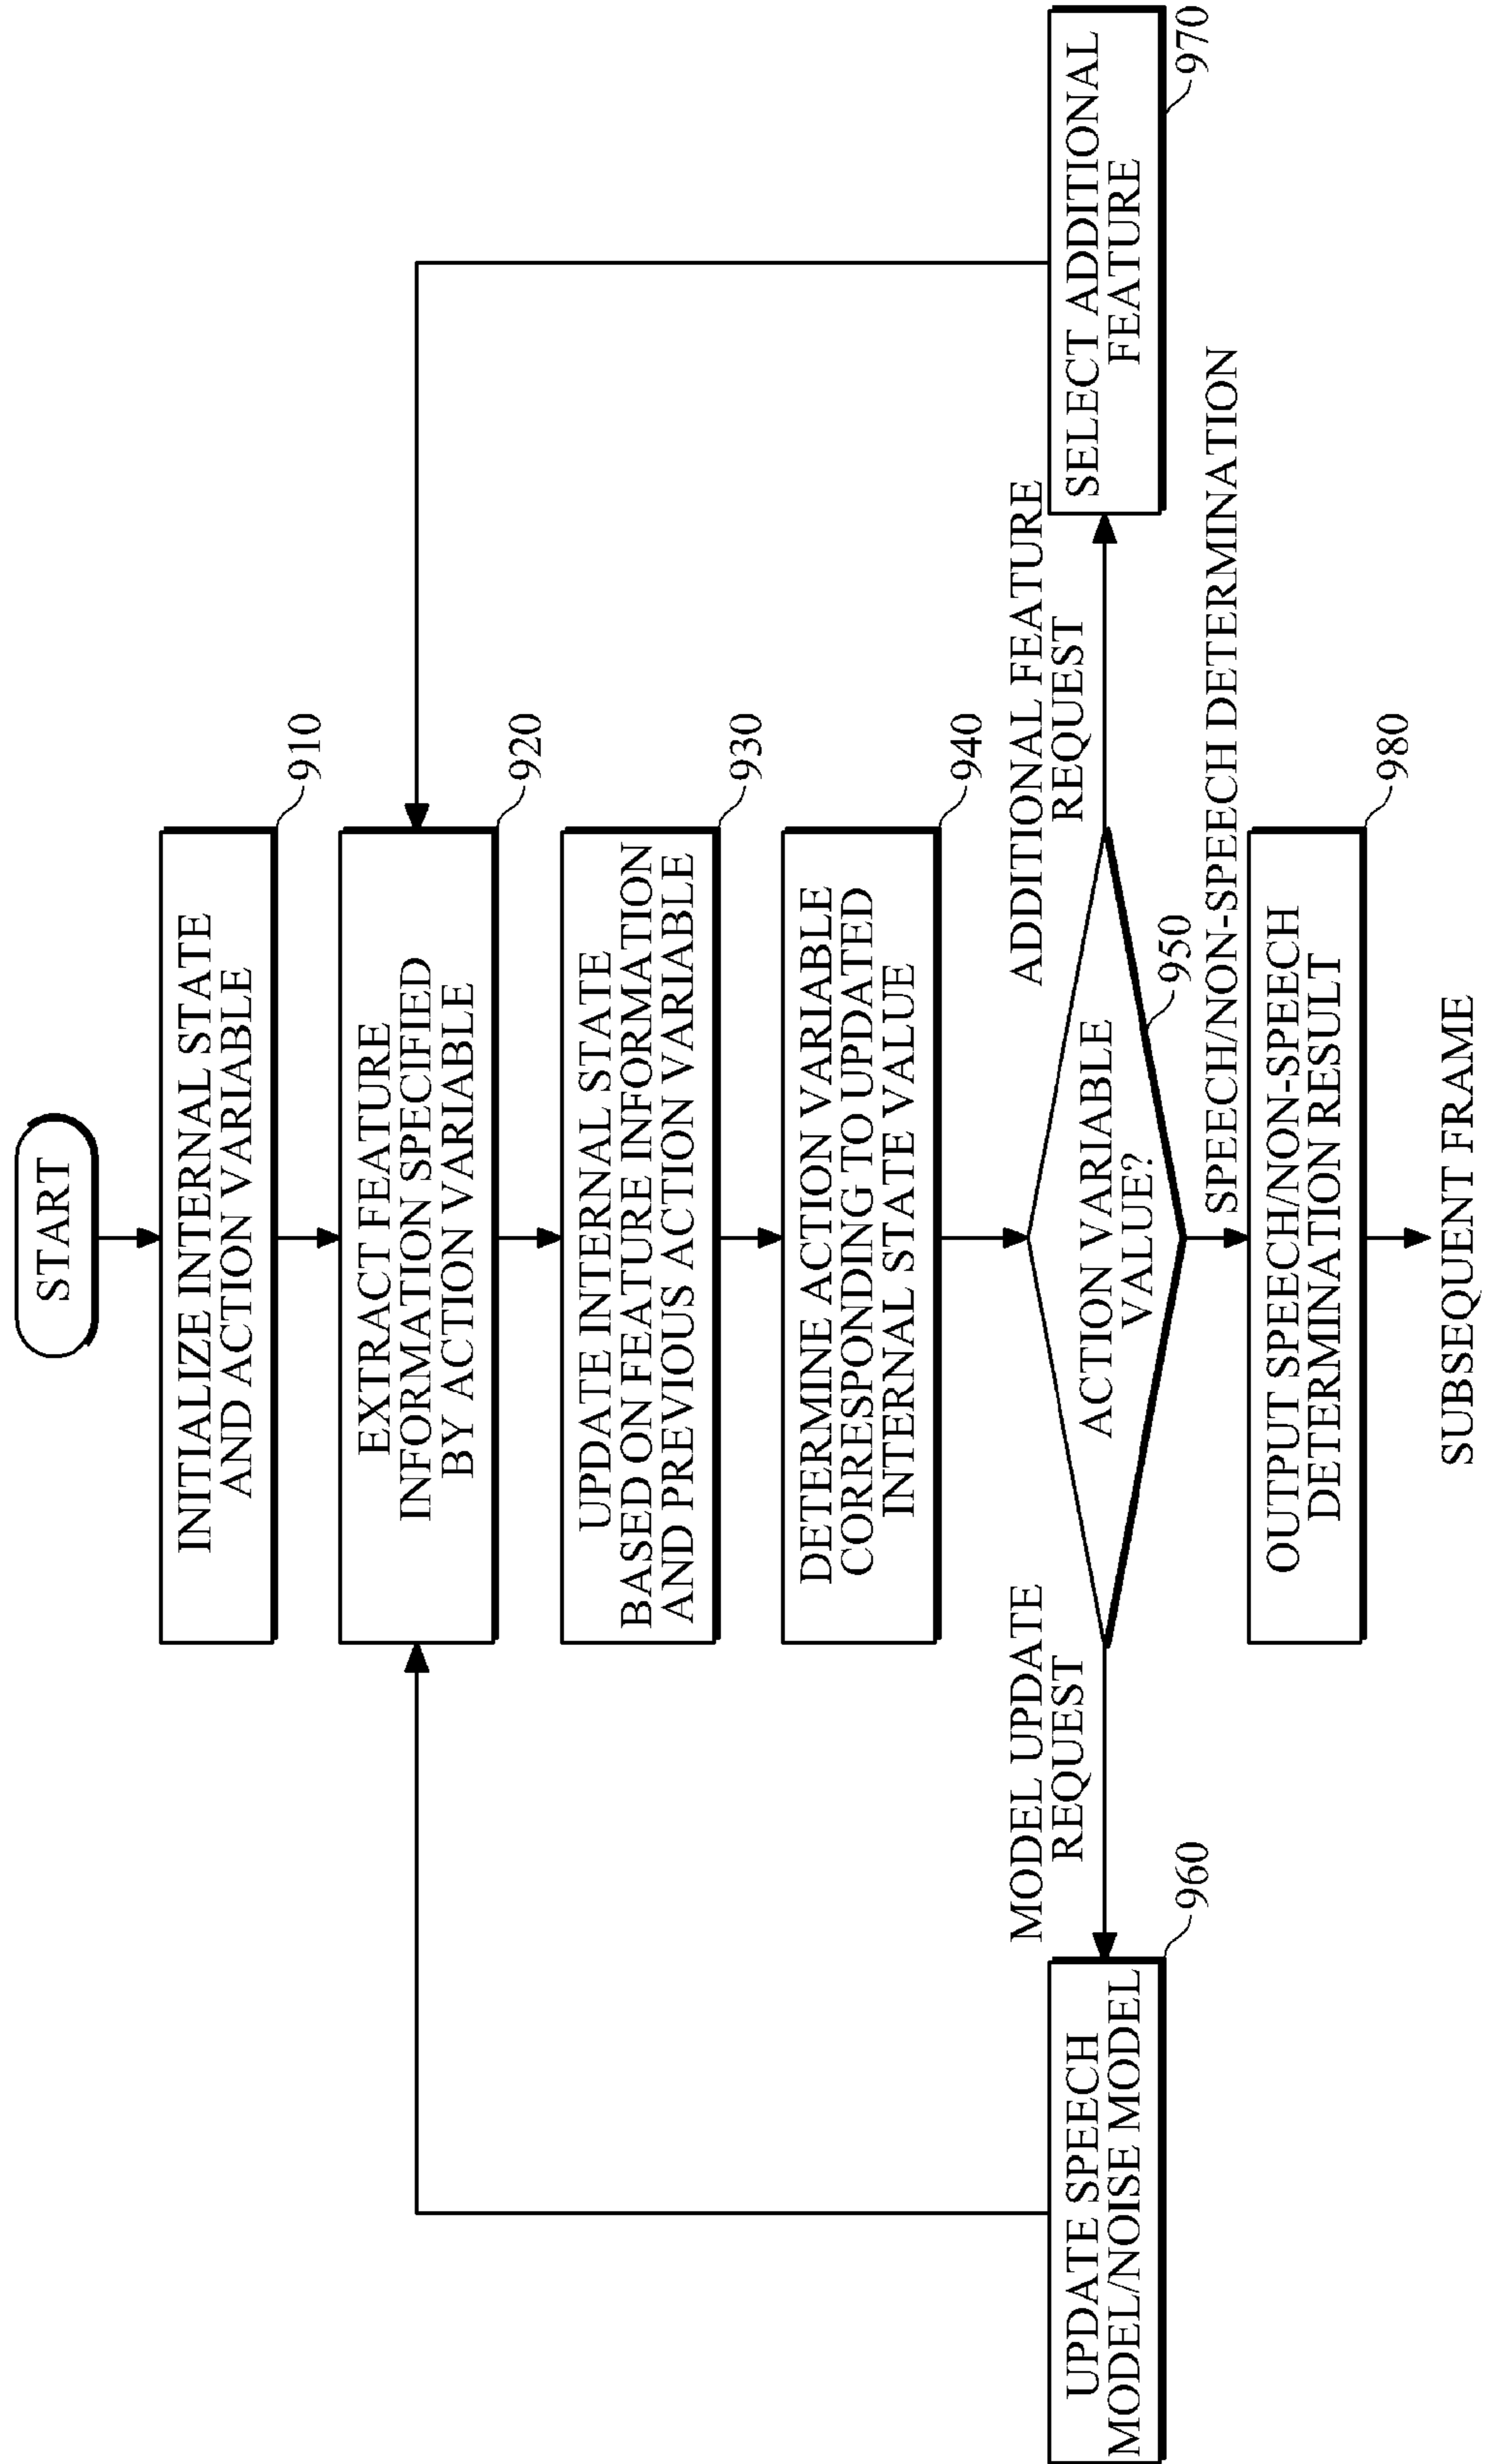 START
INITIALIZE INTERNAL STATE
AND ACTION VARIABLE
910
EXTRACT FEATURE
INFORMATION SPECIFIED
BY ACTION VARIABLE
920
UPDATE INTERNAL STATE
BASED ON FEATURE INFORMATION
AND PREVIOUS ACTION VARIABLE
930
DETERMINE ACTION VARIABLE
CORRESPONDING TO UPDATED
INTERNAL STATE VALUE
940
ACTION VARIABLE
VALUE?
950
MODEL UPDATE
REQUEST
UPDATE SPEECH
MODEL/NOISE MODEL
960
ADDITIONAL FEATURE
REQUEST
SELECT ADDITIONAL
FEATURE
970
SPEECH/NON-SPEECH DETERMINATION
OUTPUT SPEECH/NON-SPEECH
DETERMINATION RESULT
980
SUBSEQUENT FRAME